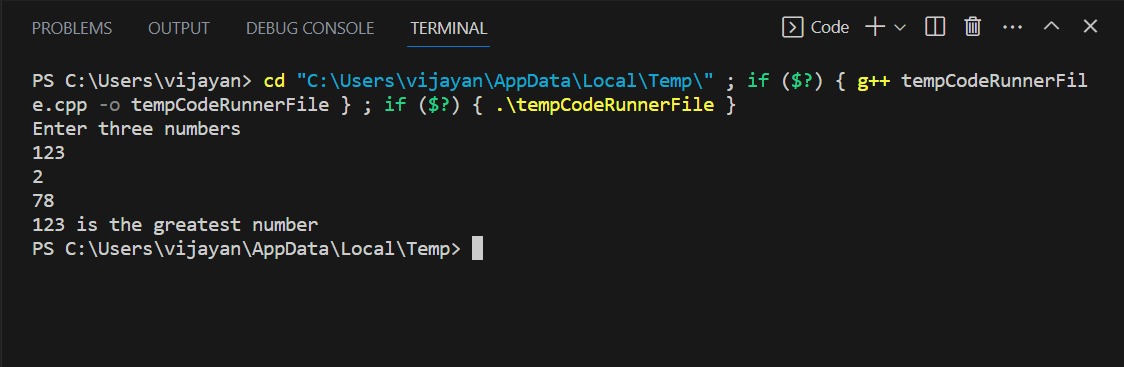 PROBLEMS OUTPUT DEBUG CONSOLE TERMINAL Code
PS C:\Users\vijayan> cd "C:\Users\vijayan\AppData\Local\Temp\" ; if ($?) { g++ tempCodeRunnerFil
e.cpp -o tempCodeRunnerFile } ; if ($?) { .\tempCodeRunnerFile }
Enter three numbers
123
2
78
123 is the greatest number
PS C:\Users\vijayan\AppData\Local\Temp>